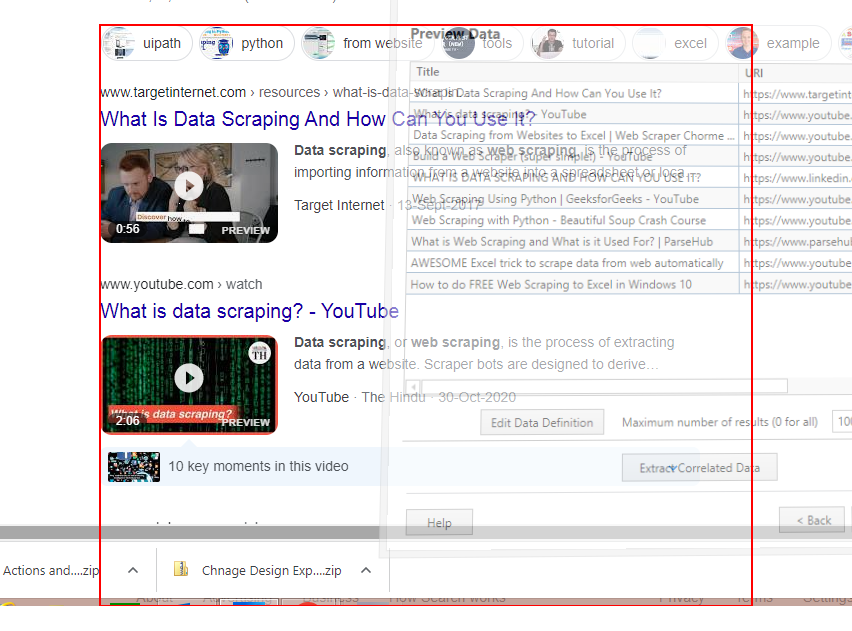 Preview Data
uipath
python
from website
tools
tutorial
excel
example
www.targetinternet.com › resources › what-is-data-scrapin...
What Is Data Scraping And How Can You Use It?
Data scraping, also known as web scraping, is the process of
importing information from a website into a spreadsheet or loca...
Target Internet · 13-Sept-2017
Discover how to
0:56
PREVIEW
www.youtube.com › watch
What is data scraping? - YouTube
Data scraping, or web scraping, is the process of extracting
data from a website. Scraper bots are designed to derive…
YouTube · The Hindu · 30-Oct-2020
TH
What is data scraping?
2:06
PREVIEW
10 key moments in this video
Title
URI
What Is Data Scraping And How Can You Use It?
https://www.targetint
What is data scraping? - YouTube
https://www.youtube.
Data Scraping from Websites to Excel | Web Scraper Chorme ...
https://www.youtube.
Build a Web Scraper (super simple!) - YouTube
https://www.youtube.
WHAT IS DATA SCRAPING AND HOW CAN YOU USE IT?
https://www.linkedin.
Web Scraping Using Python | GeeksforGeeks - YouTube
https://www.youtube
Web Scraping with Python - Beautiful Soup Crash Course
https://www.youtube
What is Web Scraping and What is it Used For? | ParseHub
https://www.parsehul
AWESOME Excel trick to scrape data from web automatically
https://www.youtube
How to do FREE Web Scraping to Excel in Windows 10
https://www.youtube
Edit Data Definition
Maximum number of results (0 for all)
100
Extract Correlated Data
Help
< Back
Actions and....zip
Chnage Design Exp....zip
About
Business
How Search works
Privacy
Terms
Settings